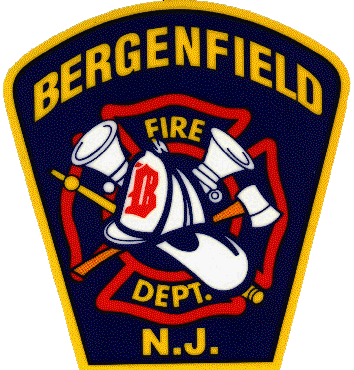 BERGENFIELD
FIRE
B
DEPT.
N.J.